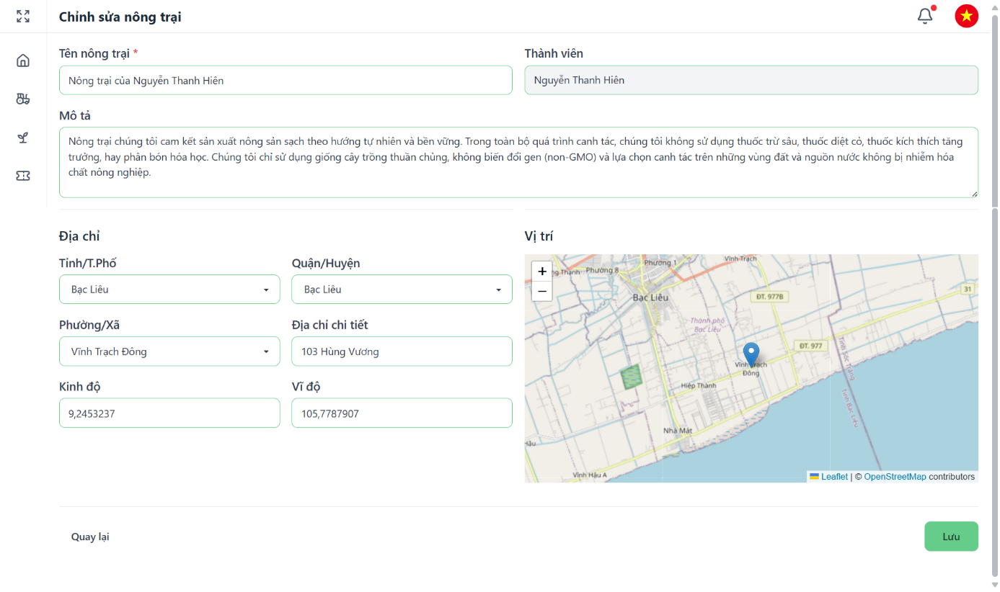 Chỉnh sửa nông trại
Tên nông trại *
Thành viên
Nông trại của Nguyễn Thanh Hiên
Nguyễn Thanh Hiên
Mô tả
Nông trại chúng tôi cam kết sản xuất nông sản sạch theo hướng tự nhiên và bền vững. Trong toàn bộ quá trình canh tác, chúng tôi không sử dụng thuốc trừ sâu, thuốc diệt cỏ, thuốc kích thích tăng
trưởng, hay phân bón hóa học. Chúng tôi chỉ sử dụng giống cây trồng thuần chủng, không biến đổi gen (non-GMO) và lựa chọn canh tác trên những vùng đất và nguồn nước không bị nhiễm hóa
chất nông nghiệp.
Địa chỉ
Tỉnh/T.Phố
Quận/Huyện
Bạc Liêu
Bạc Liêu
Phường/Xã
Địa chỉ chi tiết
Vĩnh Trạch Đông
103 Hùng Vương
Kinh độ
Vĩ độ
9,2453237
105,7787907
Vị trí
+
−
Vĩnh Trạch
Phường 1
Phường 8
ng Thành
Bạc Liêu
ĐT. 977B
31
Thành phố
Bạc Liêu
ĐT. 977
Tỉnh Sóc Trăng
Tỉnh Bạc Liêu
Vĩnh Trạch
Đông
Hiệp Thành
Nhà Mát
Hậu
Vĩnh Hậu A
Leaflet | © OpenStreetMap contributors
Quay lại
Lưu